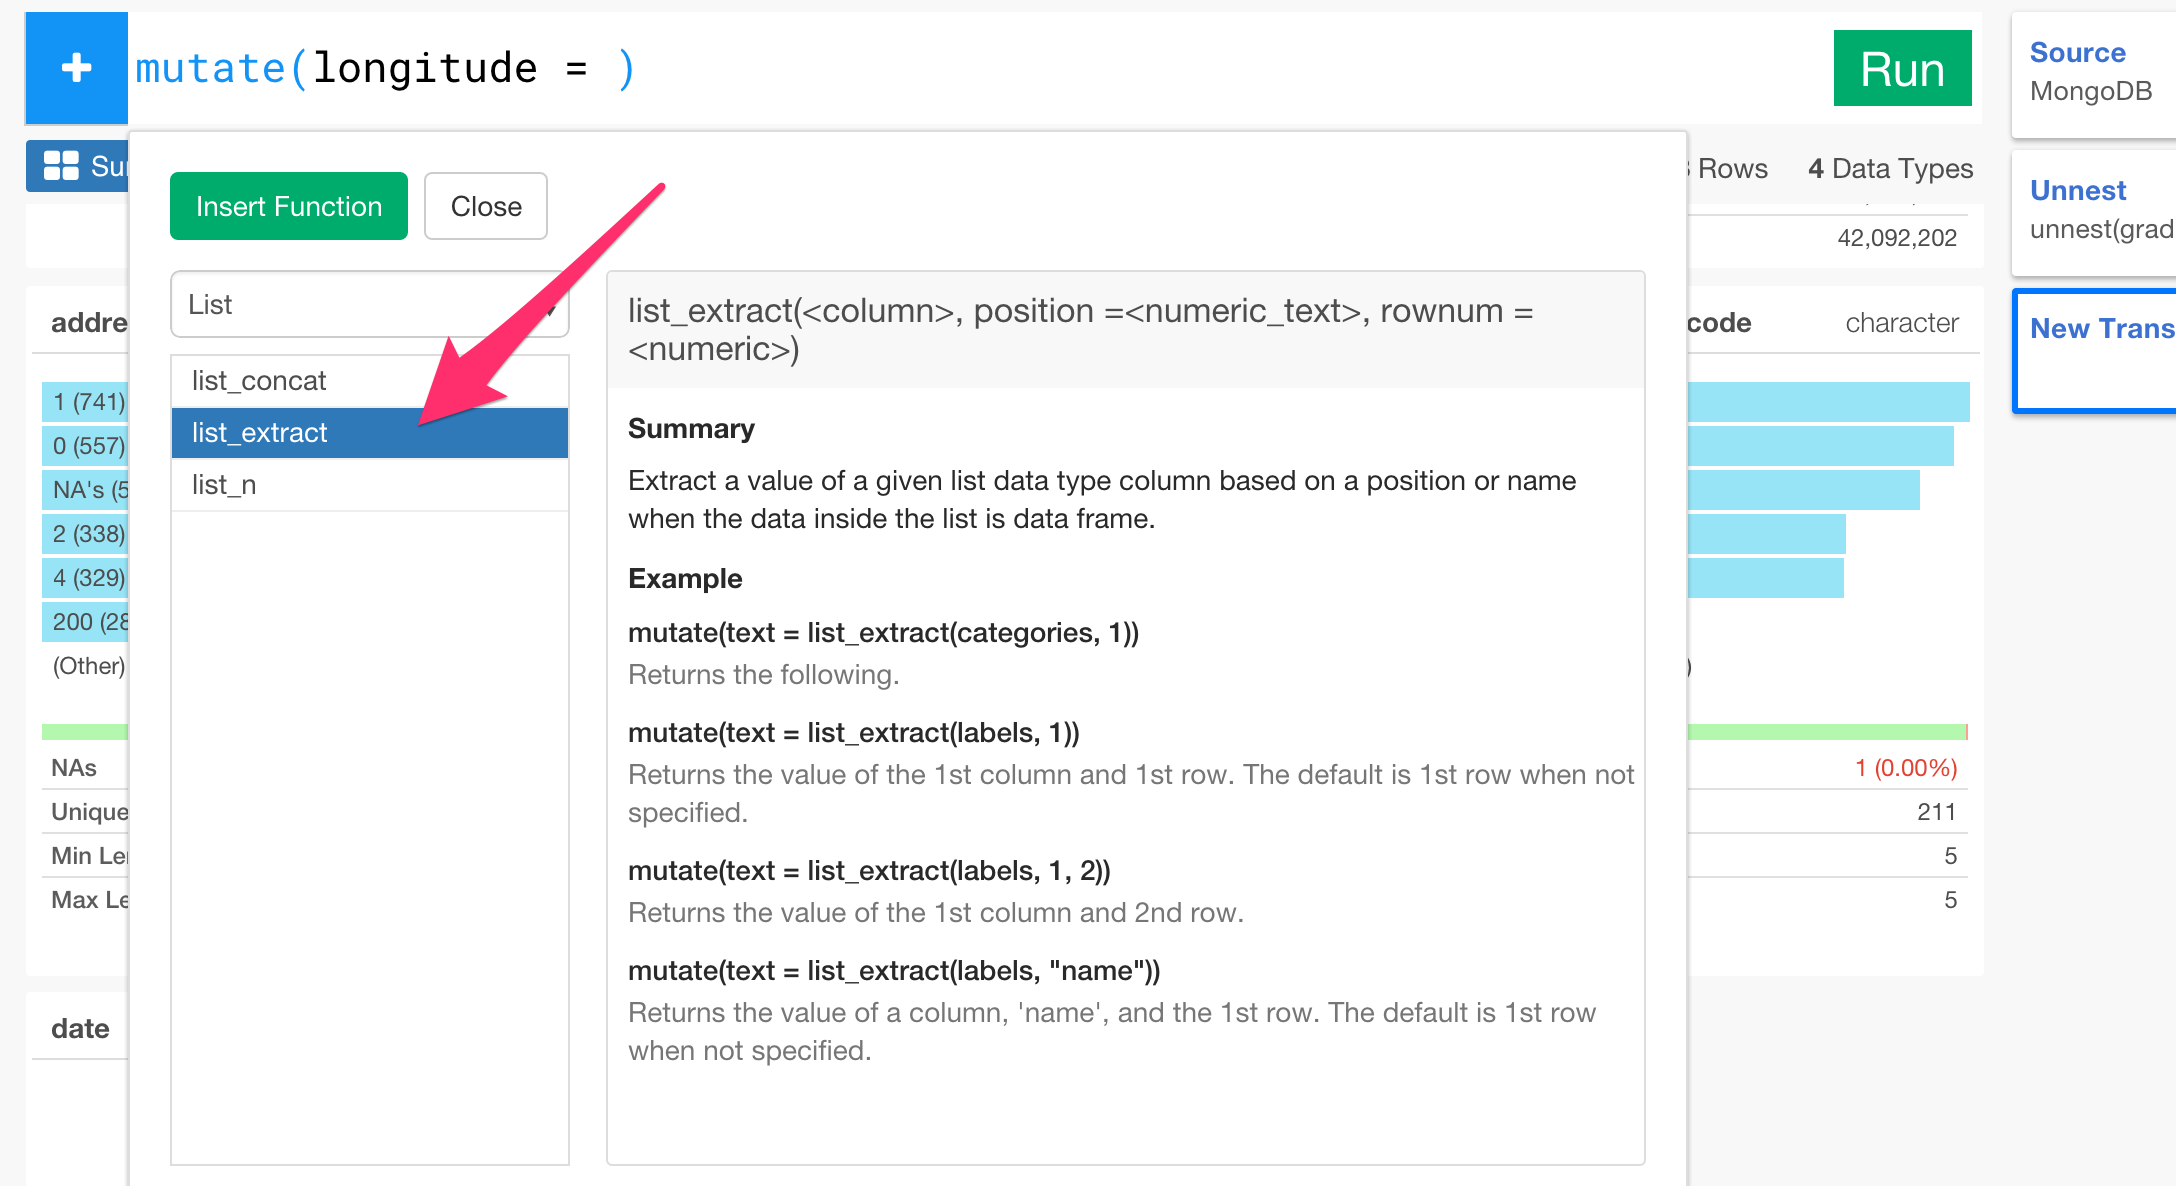 + mutate(longitude = )
Run
Source
MongoDB
Rows 4 Data Types
Insert Function Close
Unnest
42,092,202
List
list_concat
list_extract
list_n
list_extract(<column>, position =<numeric_text>, rownum =
<numeric>)
Summary
Extract a value of a given list data type column based on a position or name
when the data inside the list is data frame.
Example
mutate(text = list_extract(categories, 1))
Returns the following.
mutate(text = list_extract(labels, 1))
Returns the value of the 1st column and 1st row. The default is 1st row when not
specified.
mutate(text = list_extract(labels, 1, 2))
Returns the value of the 1st column and 2nd row.
mutate(text = list_extract(labels, "name"))
Returns the value of a column, 'name', and the 1st row. The default is 1st row
when not specified.
code character
New Trans
unnest(grad
addre
1 (741)
0 (557)
NA's (5
2 (338)
4 (329)
200 (28
(Other)
NAs
1 (0.00%)
Unique
211
Min Le
5
Max Le
5
date